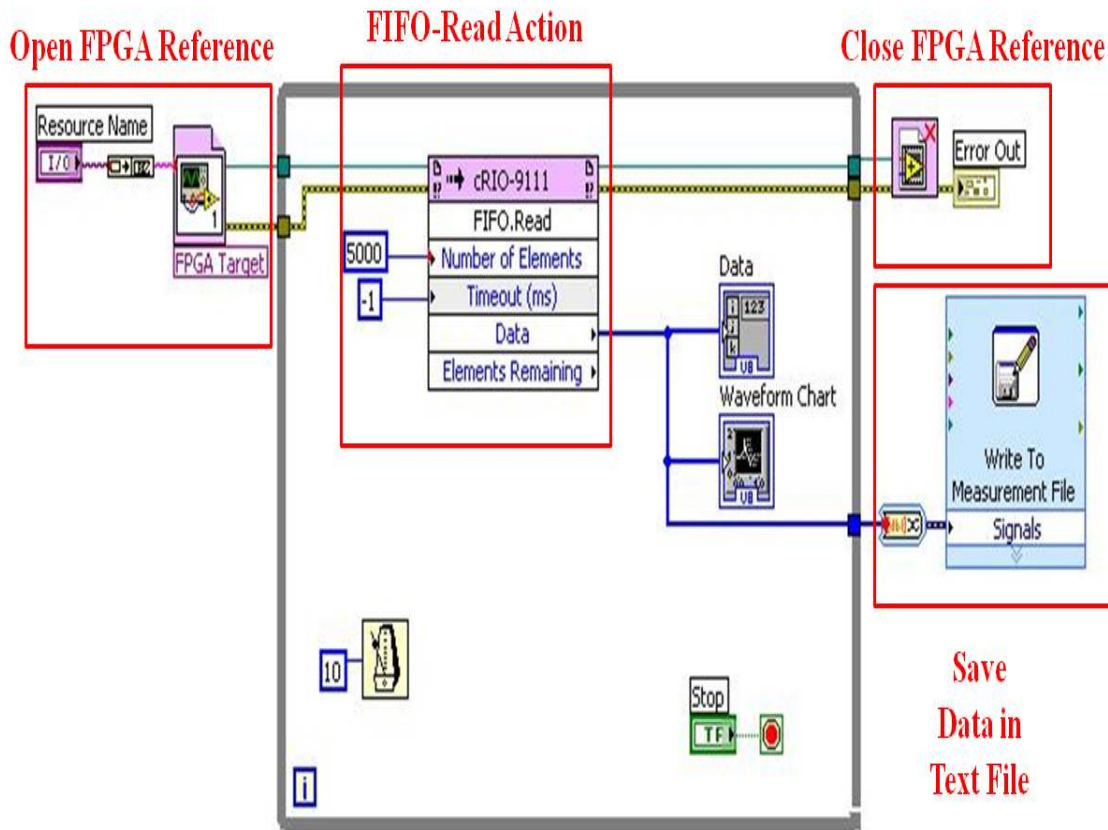 Open FPGA Reference
FIFO-Read Action
Close FPGA Reference
Resource Name
I/O
1
FPGA Target
cRIO-9111
FIFO.Read
5000
Number of Elements
-1
Timeout (ms)
Data
Elements Remaining
Data
123
Waveform Chart
Error Out
Write To
Measurement File
Signals
10
Stop
TF
i
Save
Data in
Text File